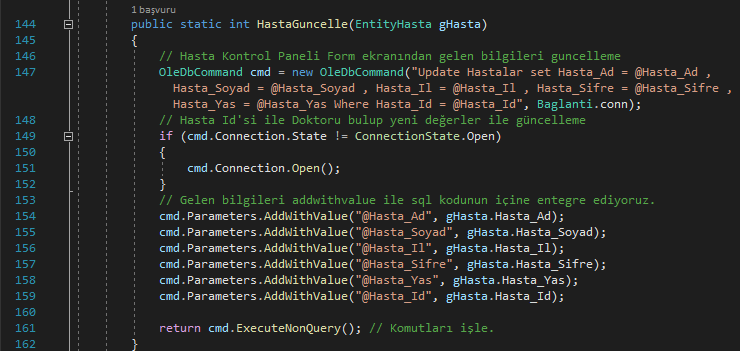 1 başvuru
144 public static int HastaGuncelle(EntityHasta gHasta)
145 {
146 // Hasta Kontrol Paneli Form ekranından gelen bilgileri guncelleme
147 OleDbCommand cmd = new OleDbCommand("Update Hastalar set Hasta_Ad = @Hasta_Ad ,
Hasta_Soyad = @Hasta_Soyad , Hasta_Il = @Hasta_Il , Hasta_Sifre = @Hasta_Sifre ,
Hasta_Yas = @Hasta_Yas Where Hasta_Id = @Hasta_Id", Baglanti.conn);
148 // Hasta Id'si ile Doktoru bulup yeni değerler ile güncelleme
149 if (cmd.Connection.State != ConnectionState.Open)
150 {
151 cmd.Connection.Open();
152 }
153 // Gelen bilgileri addwithvalue ile sql kodunun içine entegre ediyoruz.
154 cmd.Parameters.AddWithValue("@Hasta_Ad", gHasta.Hasta_Ad);
155 cmd.Parameters.AddWithValue("@Hasta_Soyad", gHasta.Hasta_Soyad);
156 cmd.Parameters.AddWithValue("@Hasta_Il", gHasta.Hasta_Il);
157 cmd.Parameters.AddWithValue("@Hasta_Sifre", gHasta.Hasta_Sifre);
158 cmd.Parameters.AddWithValue("@Hasta_Yas", gHasta.Hasta_Yas);
159 cmd.Parameters.AddWithValue("@Hasta_Id", gHasta.Hasta_Id);
160
161 return cmd.ExecuteNonQuery(); // Komutları işle.
162 }